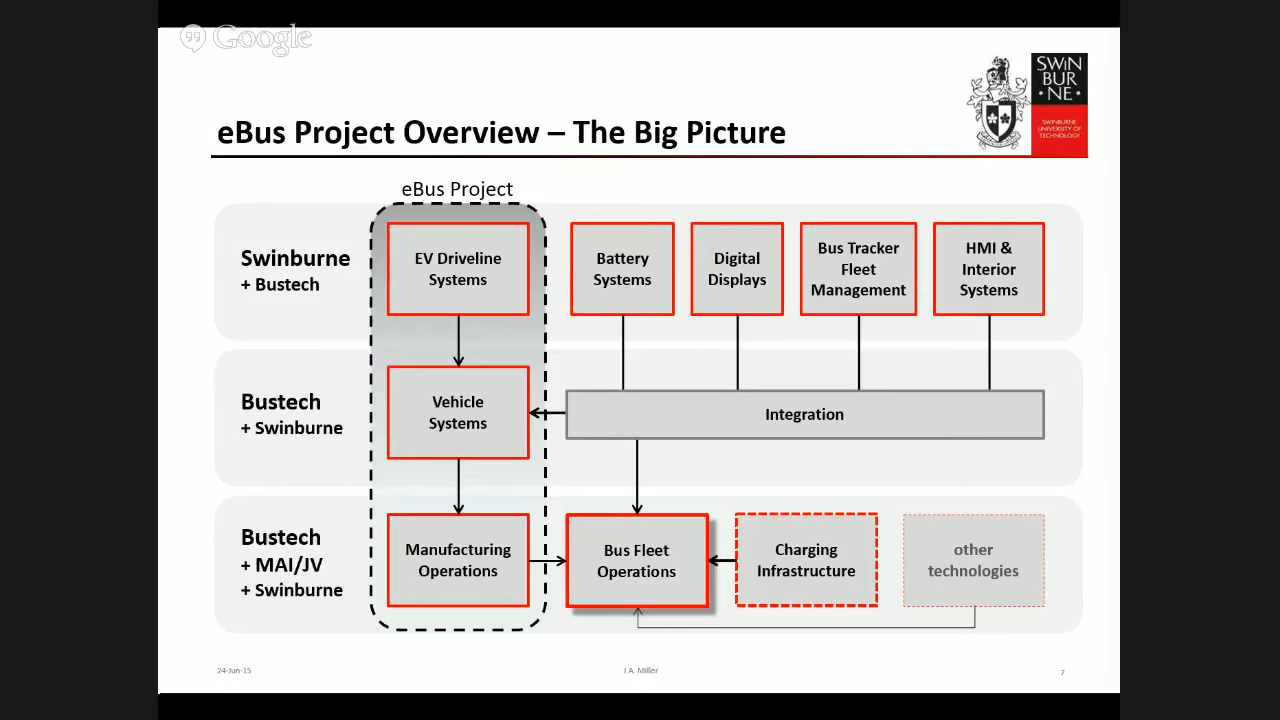 Google
SWIN
BUR
• NE •
SWINBURNE
UNIVERSITY OF
TECHNOLOGY
eBus Project Overview – The Big Picture
eBus Project
Swinburne
+ Bustech
EV Driveline
Systems
Battery
Systems
Digital
Displays
Bus Tracker
Fleet
Management
HMI &
Interior
Systems
Bustech
+ Swinburne
Vehicle
Systems
Integration
Bustech
+ MAI/JV
+ Swinburne
Manufacturing
Operations
Bus Fleet
Operations
Charging
Infrastructure
other
technologies
24-Jun-15
J.A. Miller
7